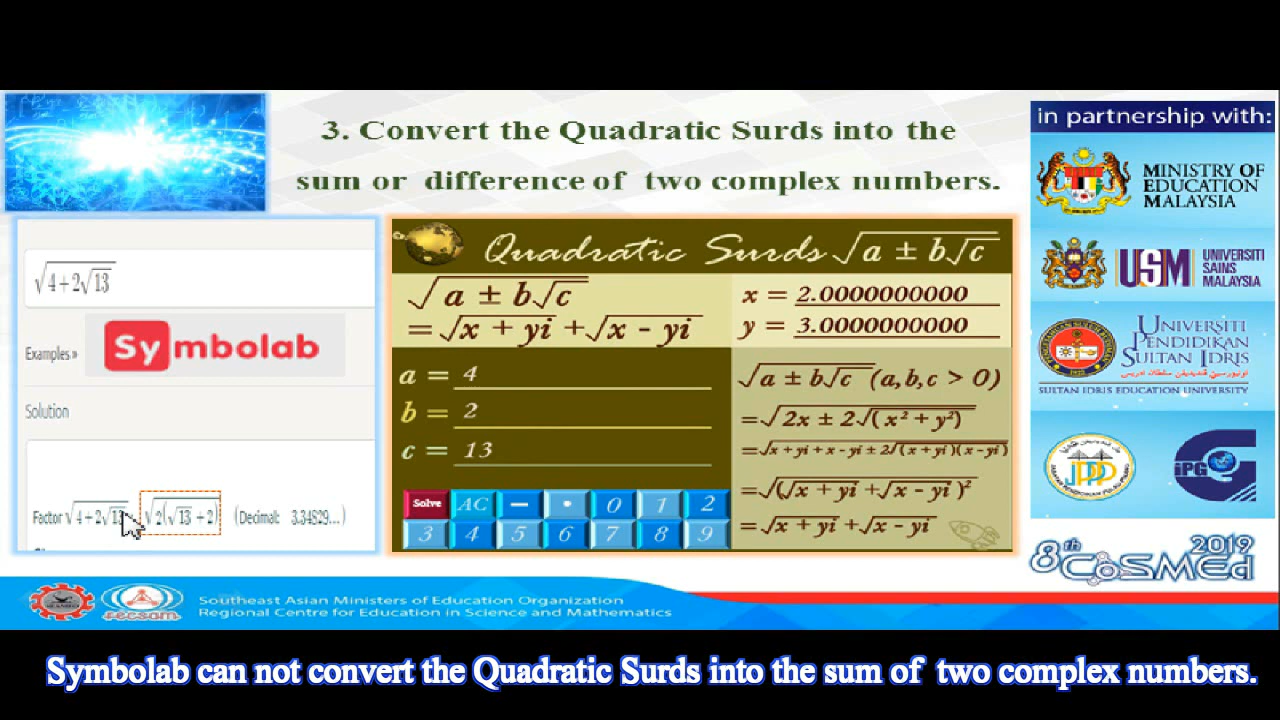 3. Convert the Quadratic Surds into the
sum or difference of two complex numbers.
in partnership with:
MINISTRY OF
EDUCATION
MALAYSIA
USM UNIVERSITI
SAINS
MALAYSIA
UNIVERSITI
PENDIDIKAN
SULTAN IDRIS
SULTAN IDRIS EDUCATION UNIVERSITY
JPPP
iPG
8th CoSMEd 2019
√(4+2√13)
Examples »
Symbolab
Solution
Factor √(4+2√13) √(2(√13+2)) (Decimal: 3.34529...)
Quadratic Surds √(a ± b√c)
√(a ± b√c)
=√(x + yi) +√(x - yi)
x = 2.0000000000
y = 3.0000000000
a = 4
b = 2
c = 13
Solve AC − • 0 1 2
3 4 5 6 7 8 9
√(a ± b√c) (a,b,c > 0)
=√(2x ± 2√(x² + y²))
=√(x + yi + x - yi ± 2√((x + yi)(x - yi)))
=√((√(x + yi) +√(x - yi))²)
=√(x + yi) +√(x - yi)
recsam
Southeast Asian Ministers of Education Organization
Regional Centre for Education in Science and Mathematics
Symbolab can not convert the Quadratic Surds into the sum of two complex numbers.